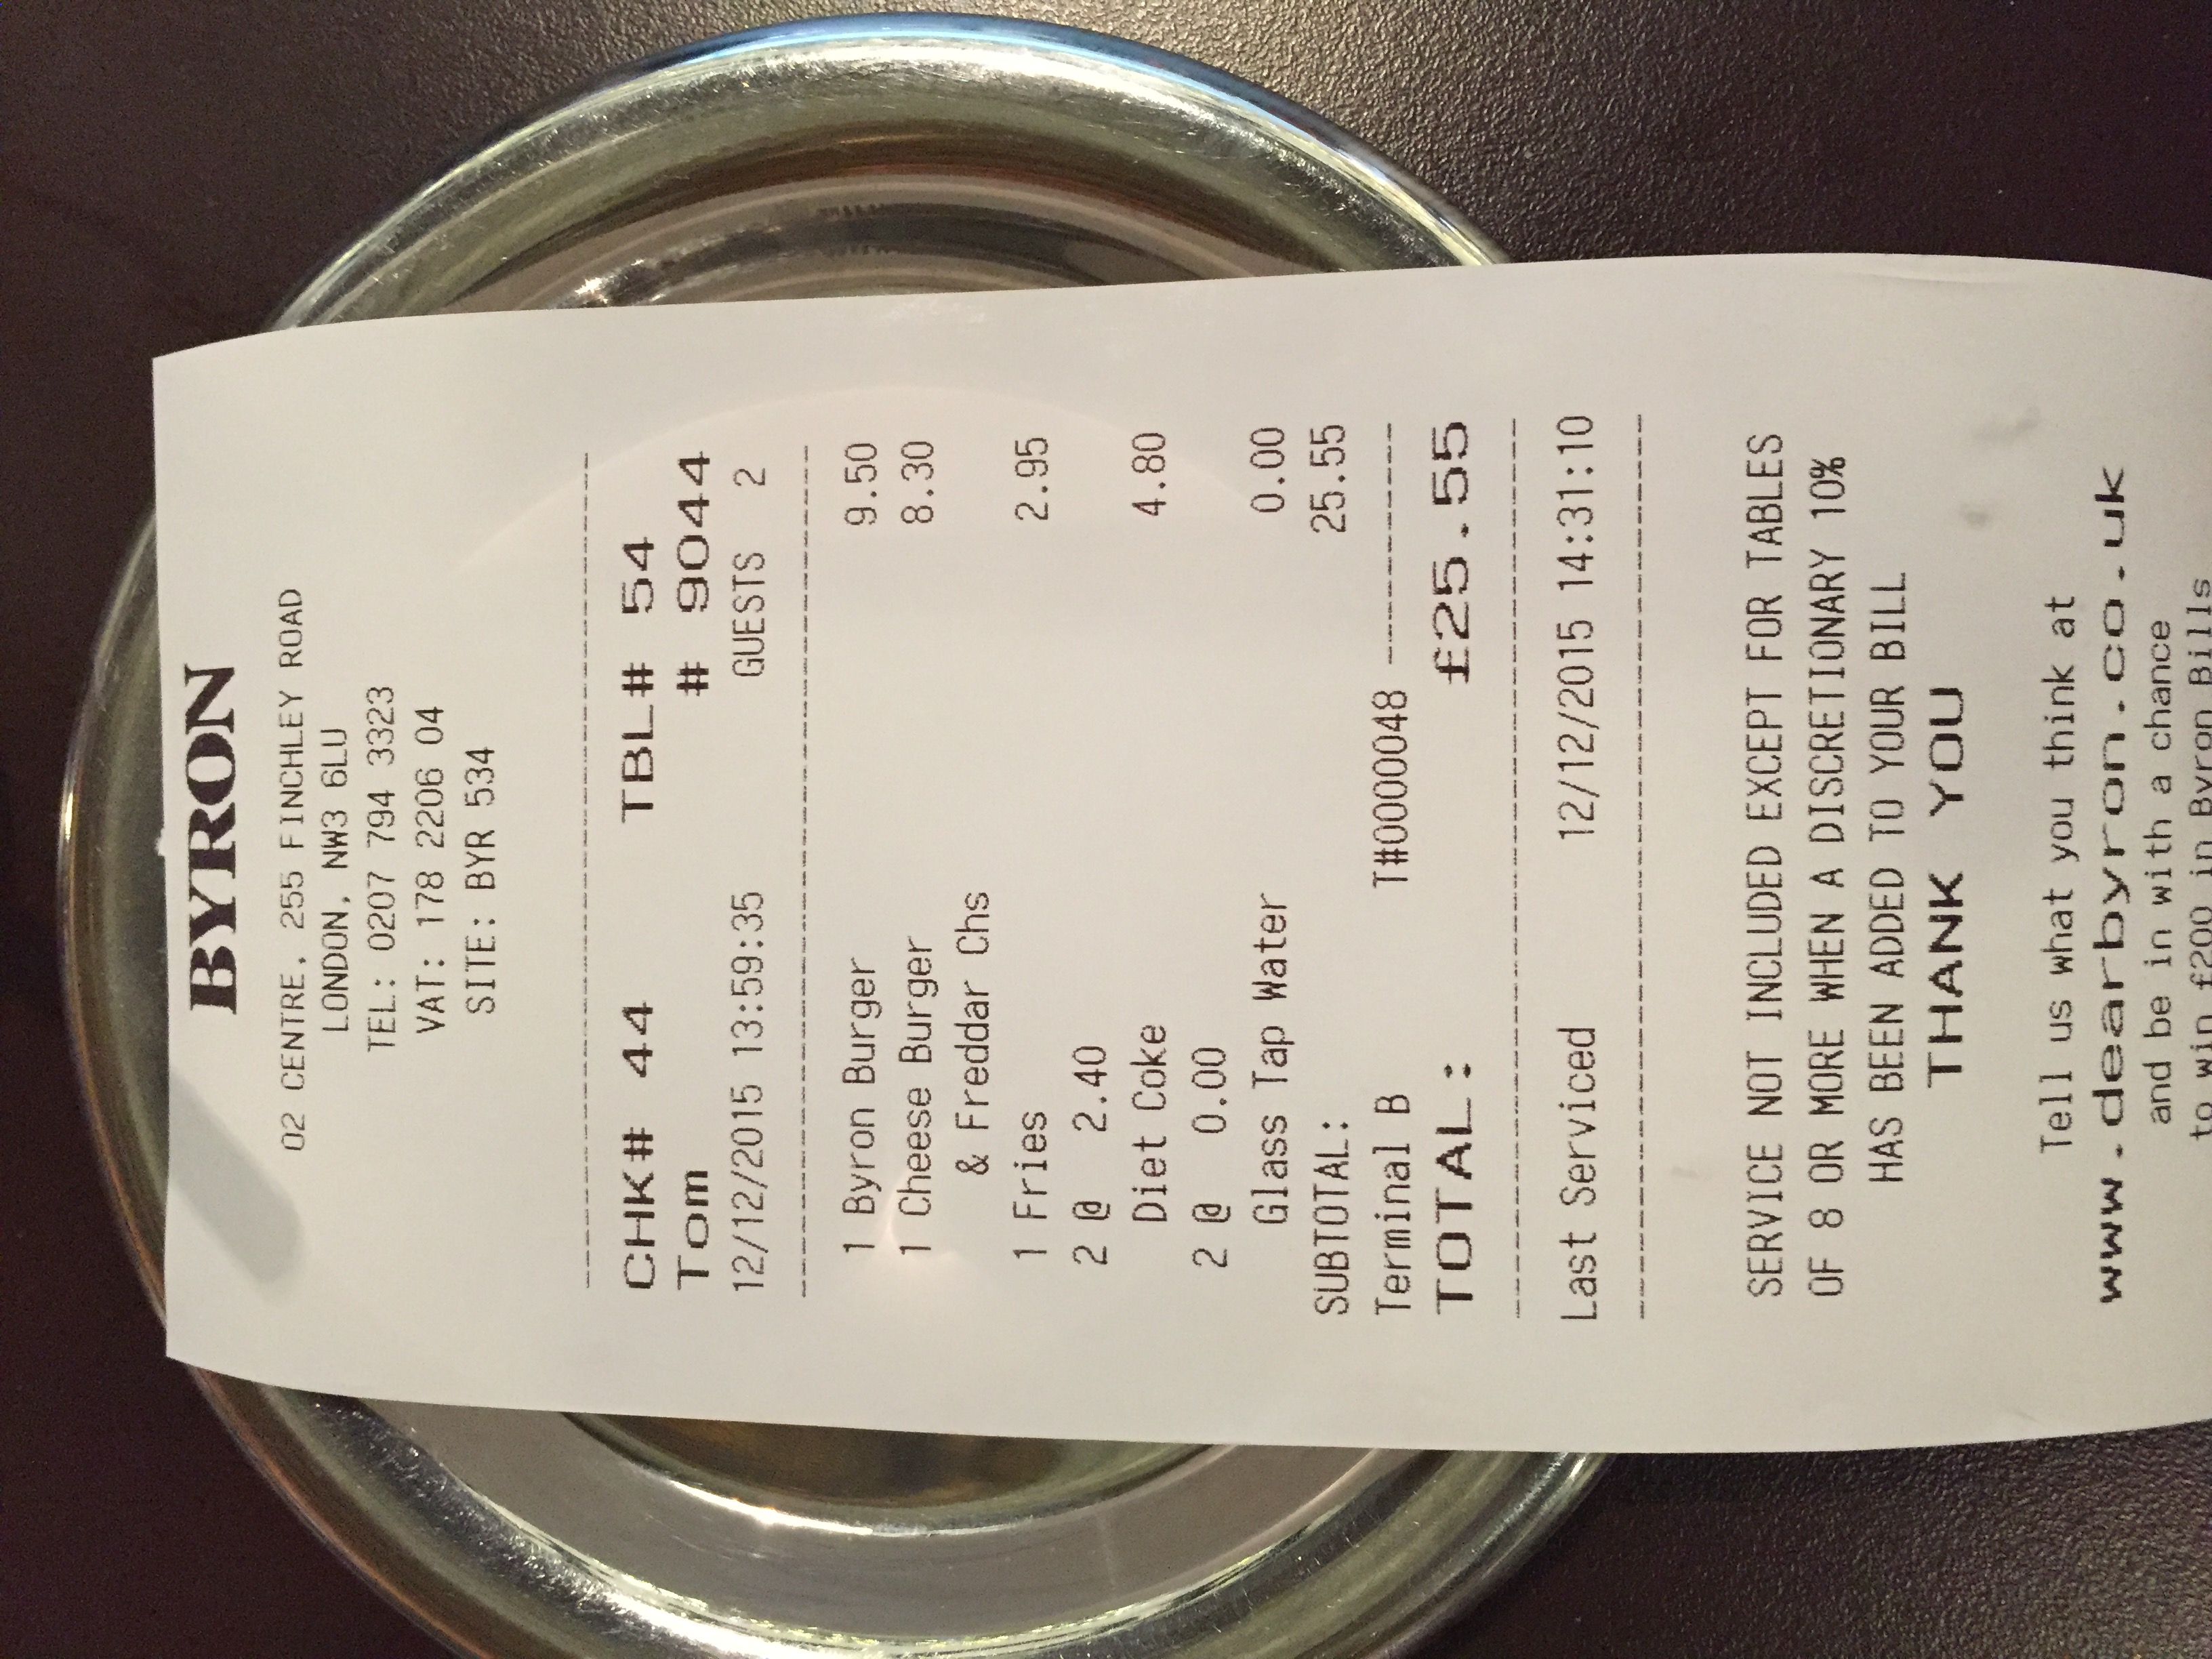 BYRON
O2 CENTRE, 255 FINCHLEY ROAD
LONDON, NW3 6LU
TEL: 0207 794 3323
VAT: 178 2206 04
SITE: BYR 534
CHK# 44 TBL# 54
Tom # 9044
12/12/2015 13:59:35 GUESTS 2
1 Byron Burger 9.50
1 Cheese Burger 8.30
& Freddar Chs
1 Fries 2.95
2 @ 2.40
Diet Coke 4.80
2 @ 0.00
Glass Tap Water 0.00
SUBTOTAL: 25.55
Terminal B T#0000048 ------------
TOTAL: £25.55
Last Serviced 12/12/2015 14:31:10
SERVICE NOT INCLUDED EXCEPT FOR TABLES
OF 8 OR MORE WHEN A DISCRETIONARY 10%
HAS BEEN ADDED TO YOUR BILL
THANK YOU
Tell us what you think at
www.dearbyron.co.uk
and be in with a chance
to win £200 in Byron Bills